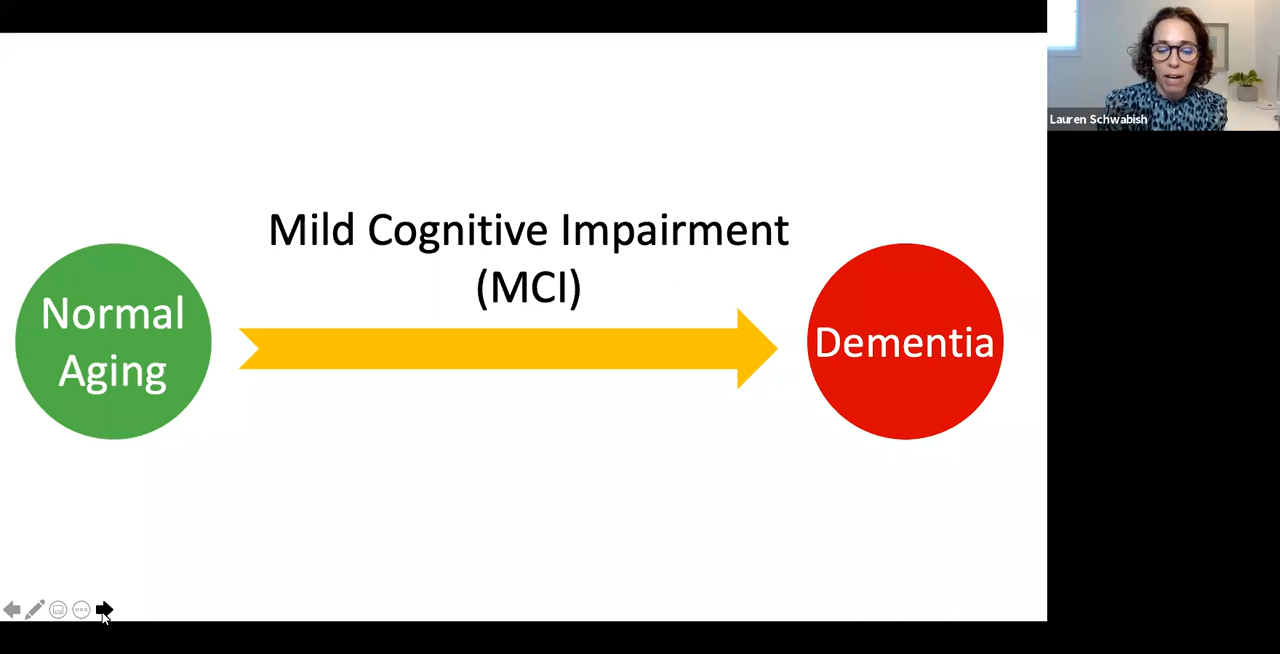 Mild Cognitive Impairment
(MCI)
Normal
Aging
Dementia
Lauren Schwabish